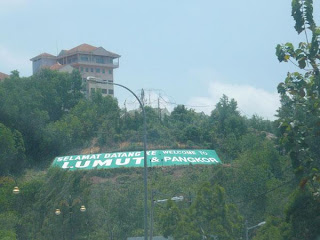 SELAMAT DATANG KE WELCOME TO
LUMUT & PANGKOR